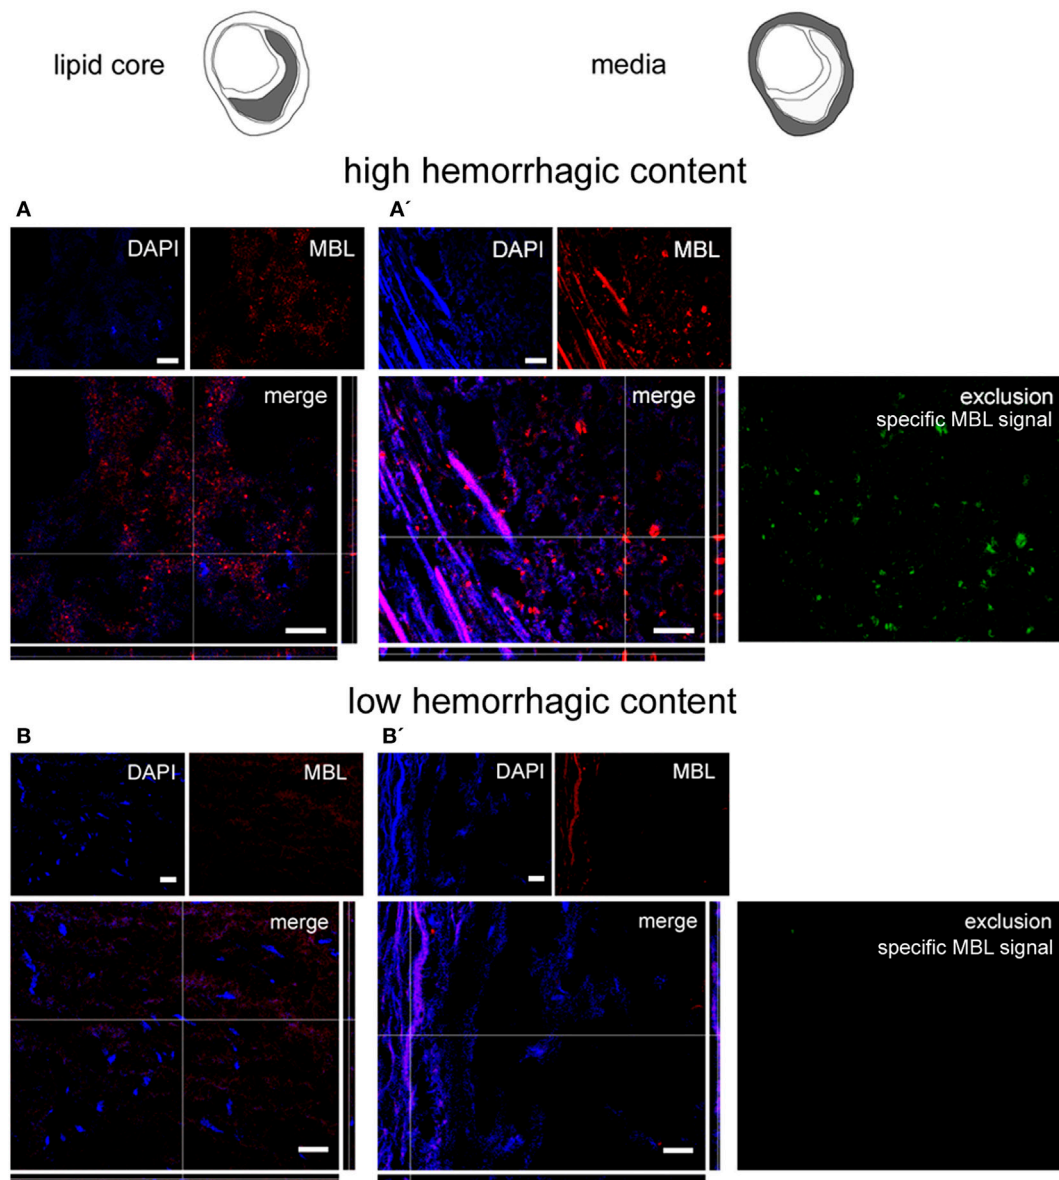 lipid core
media
high hemorrhagic content
A
A´
DAPI
MBL
DAPI
MBL
merge
merge
exclusion
specific MBL signal
low hemorrhagic content
B
B´
DAPI
MBL
DAPI
MBL
merge
merge
exclusion
specific MBL signal